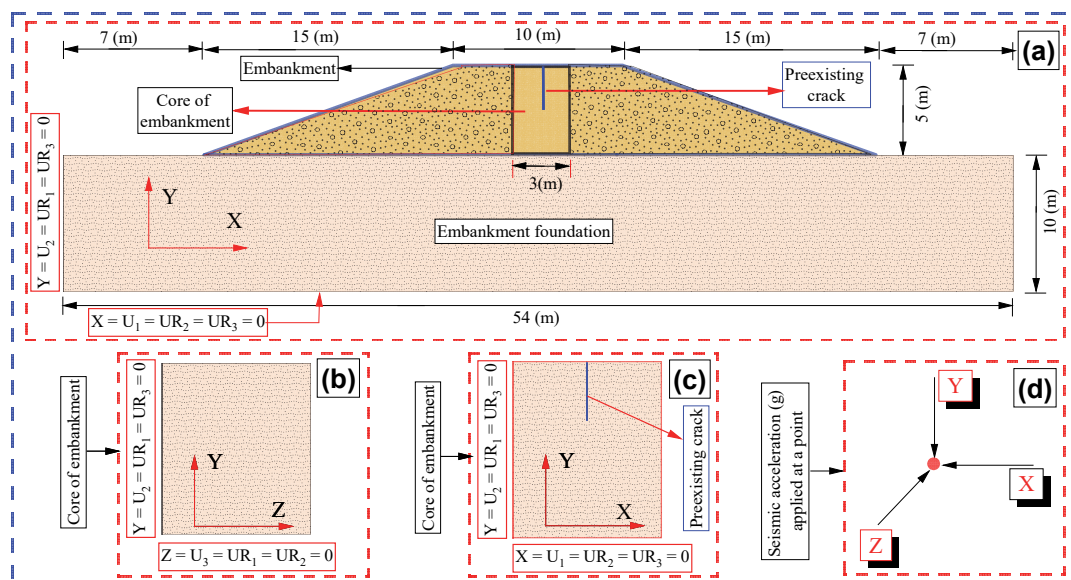 7 (m)
15 (m)
10 (m)
15 (m)
7 (m)
(a)
Embankment
Preexisting
crack
Core of
embankment
5 (m)
3(m)
Y = U₂ = UR₁ = UR₃ = 0
Y
X
Embankment foundation
10 (m)
54 (m)
X = U₁ = UR₂ = UR₃ = 0
(b)
Core of embankment
Y = U₂ = UR₁ = UR₃ = 0
Y
Z
Z = U₃ = UR₁ = UR₂ = 0
(c)
Core of embankment
Y = U₂ = UR₁ = UR₃ = 0
Y
X
Preexisting crack
X = U₁ = UR₂ = UR₃ = 0
(d)
Seismic acceleration (g)
applied at a point
Y
X
Z